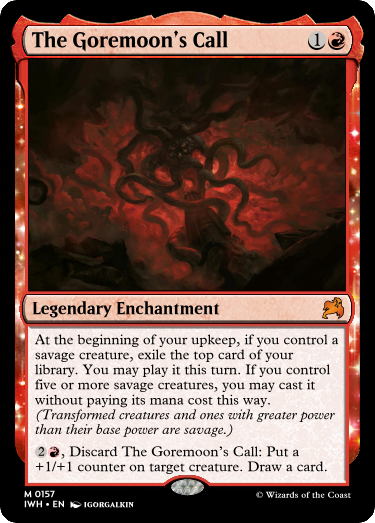 The Goremoon's Call 1
Legendary Enchantment
At the beginning of your upkeep, if you control a
savage creature, exile the top card of your
library. You may play it this turn. If you control
five or more savage creatures, you may cast it
without paying its mana cost this way.
(Transformed creatures and ones with greater power
than their base power are savage.)
2, Discard The Goremoon's Call: Put a
+1/+1 counter on target creature. Draw a card.
M 0157
IWH • EN IGORGALKIN
© Wizards of the Coast